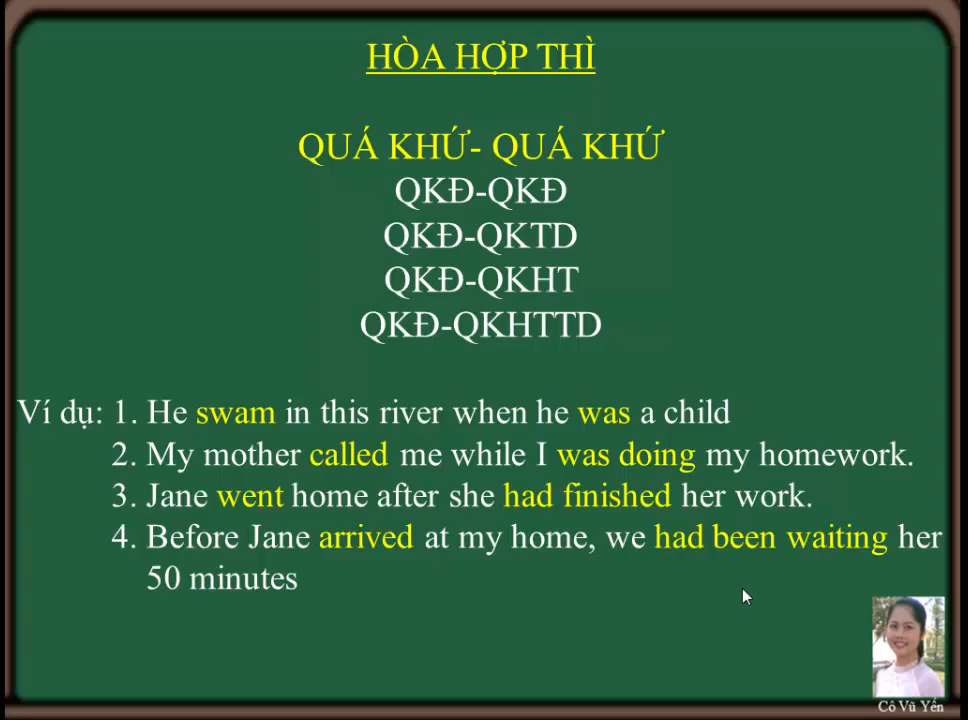 HÒA HỢP THÌ
QUÁ KHỨ- QUÁ KHỨ
QKĐ-QKĐ
QKĐ-QKTD
QKĐ-QKHT
QKĐ-QKHTTD
Ví dụ: 1. He swam in this river when he was a child
2. My mother called me while I was doing my homework.
3. Jane went home after she had finished her work.
4. Before Jane arrived at my home, we had been waiting her
50 minutes
Cô Vũ Yến